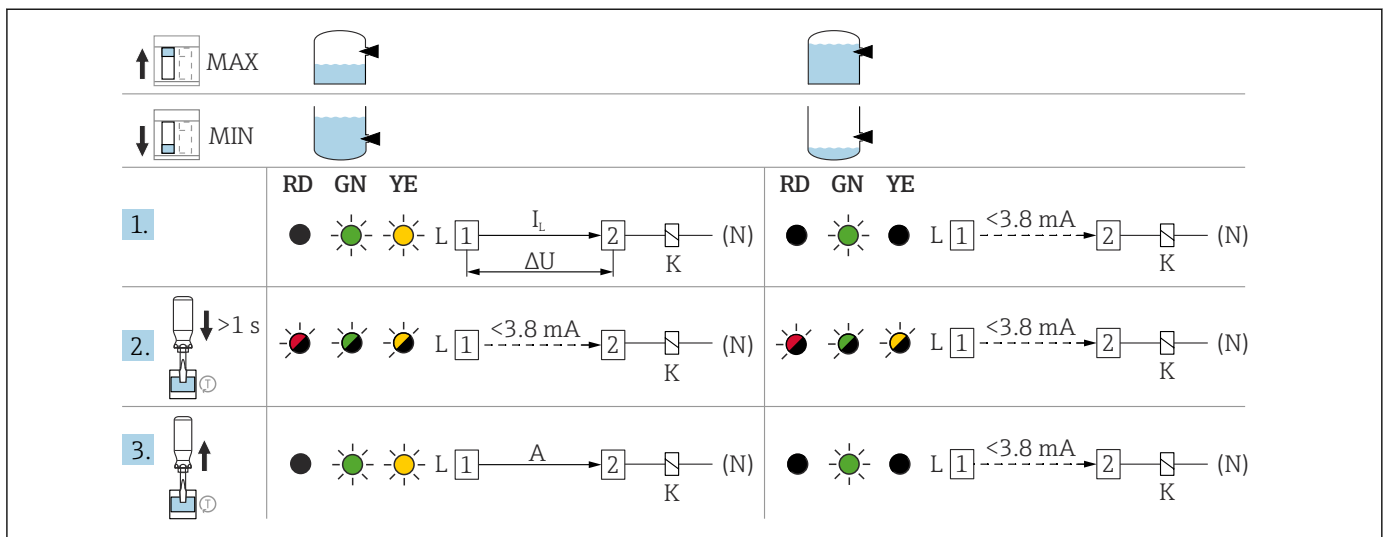 MAX
MIN
RD GN YE RD GN YE
1. L 1 I_L 2 (N) L 1 <3.8 mA 2 (N)
ΔU K K
2. >1 s L 1 <3.8 mA 2 (N) L 1 <3.8 mA 2 (N)
T K K
3. L 1 A 2 (N) L 1 <3.8 mA 2 (N)
T K K